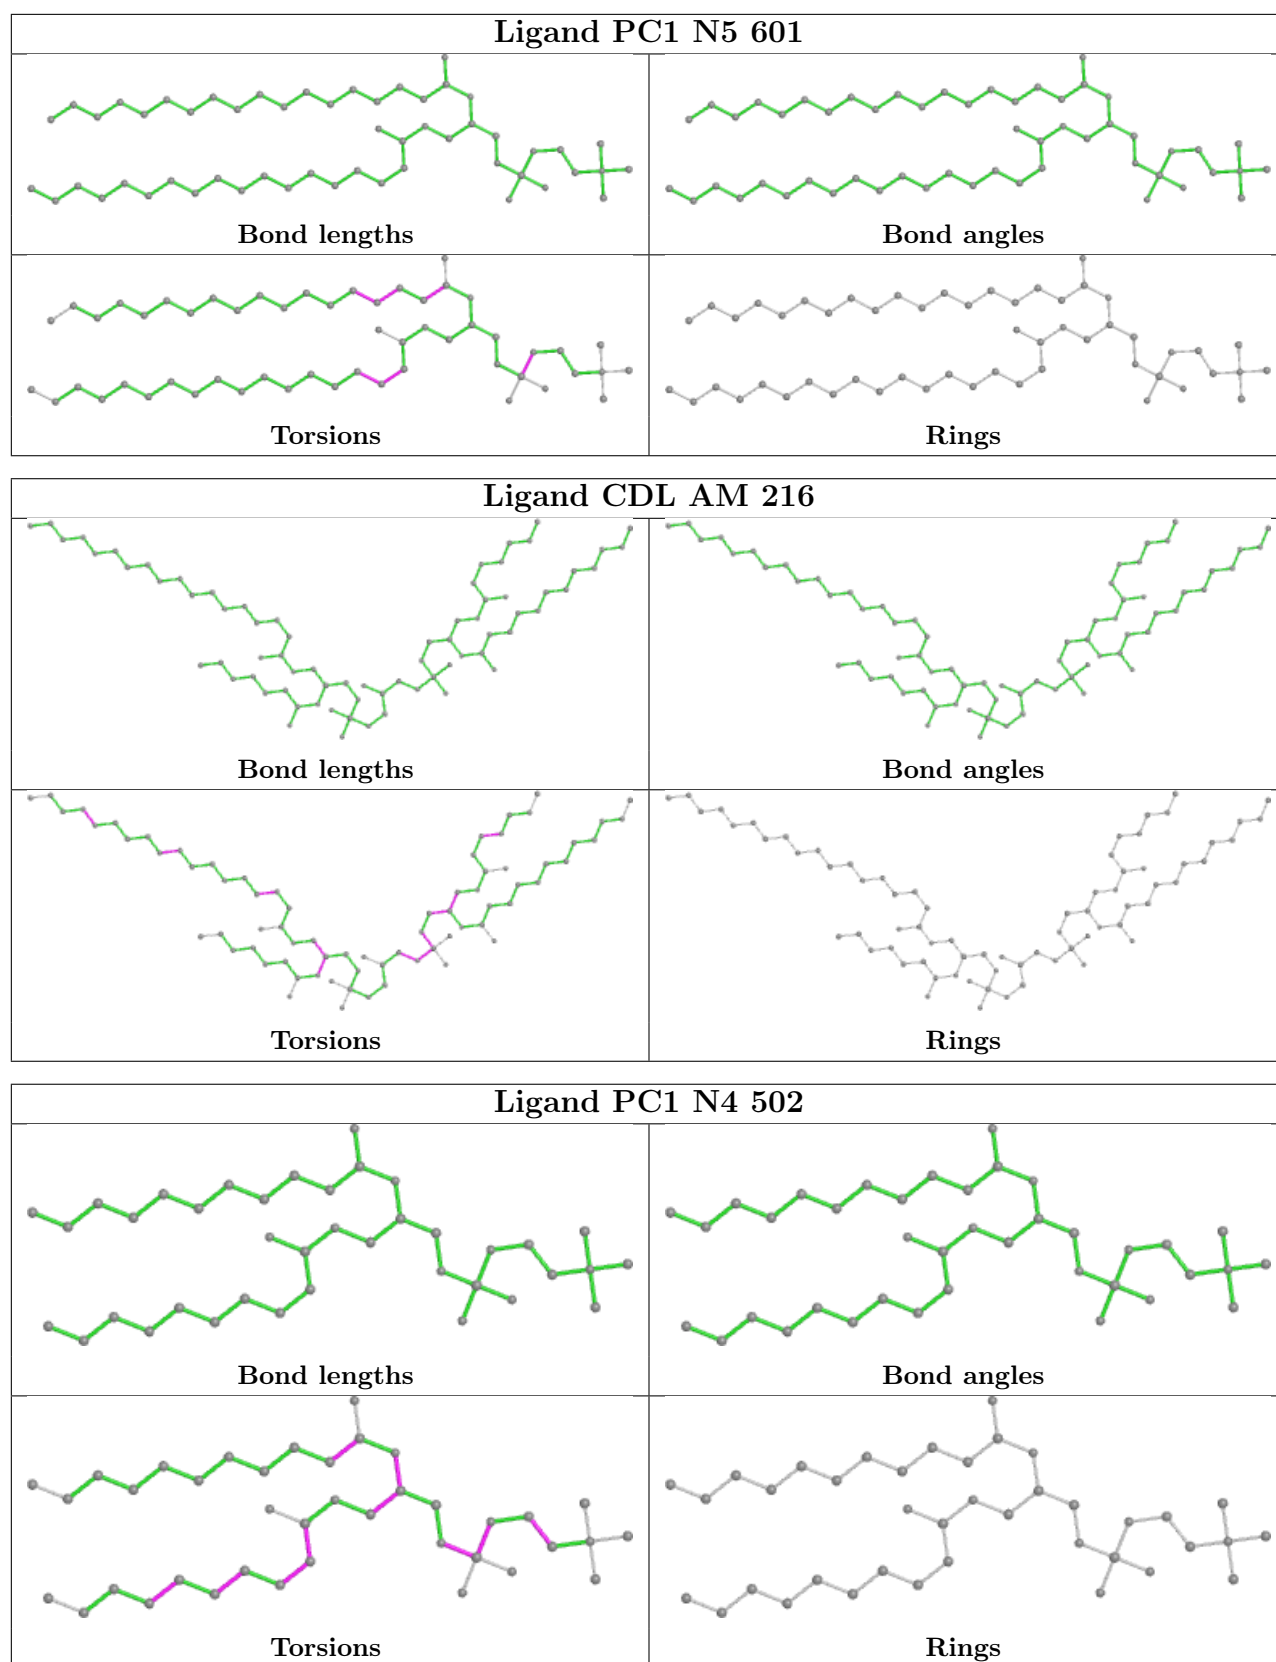 Ligand PC1 N5 601
Bond lengths
Bond angles
Torsions
Rings
Ligand CDL AM 216
Bond lengths
Bond angles
Torsions
Rings
Ligand PC1 N4 502
Bond lengths
Bond angles
Torsions
Rings